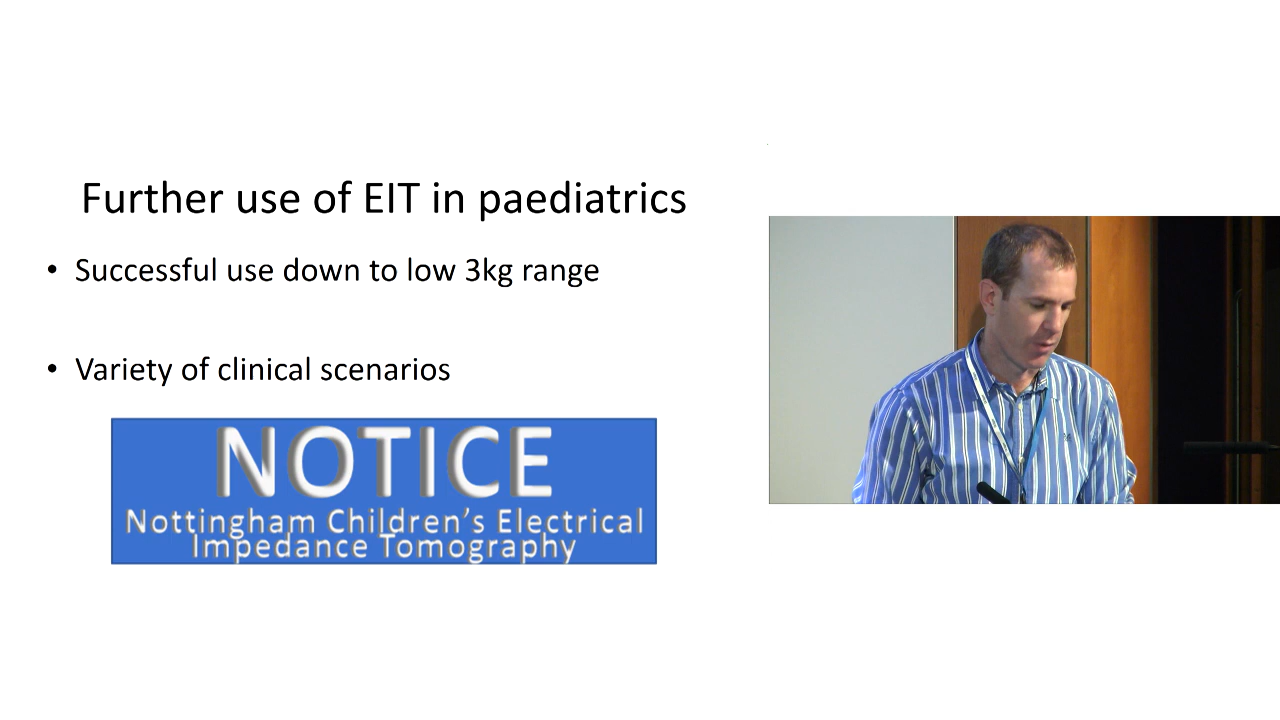 Further use of EIT in paediatrics
• Successful use down to low 3kg range
• Variety of clinical scenarios
NOTICE
Nottingham Children's Electrical
Impedance Tomography